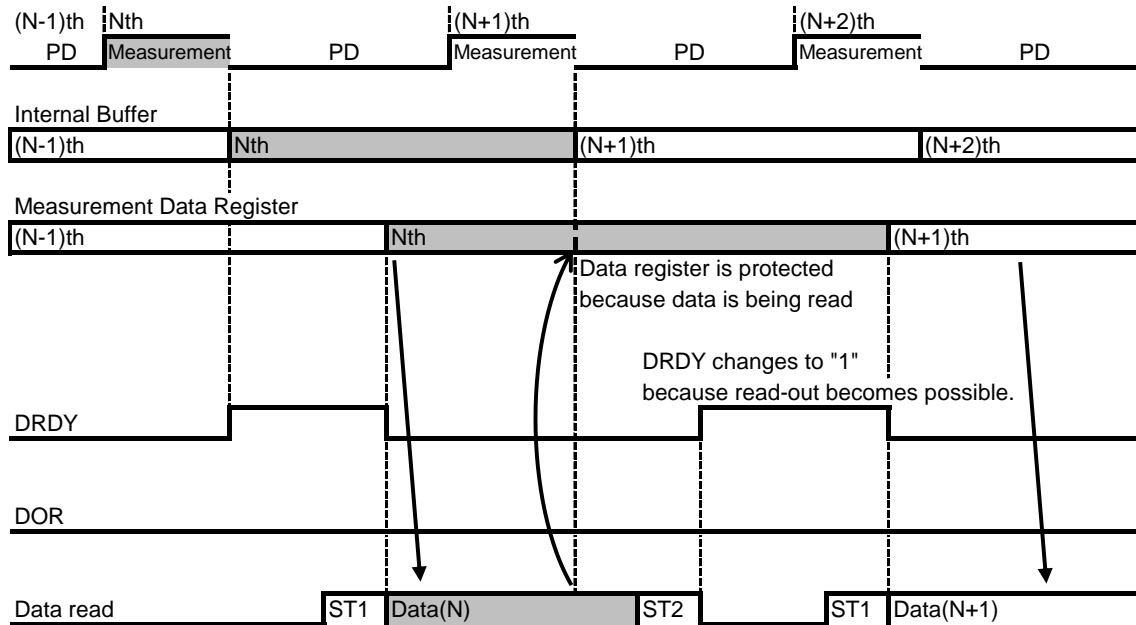 (N-1)th Nth (N+1)th (N+2)th
PD Measurement PD Measurement PD Measurement PD
Internal Buffer
(N-1)th Nth (N+1)th (N+2)th
Measurement Data Register
(N-1)th Nth (N+1)th
Data register is protected
because data is being read
DRDY changes to "1"
because read-out becomes possible.
DRDY
DOR
Data read ST1 Data(N) ST2 ST1 Data(N+1)